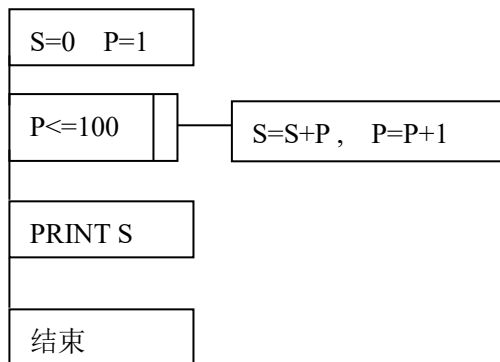 S=0 P=1
P<=100
S=S+P , P=P+1
PRINT S
结束